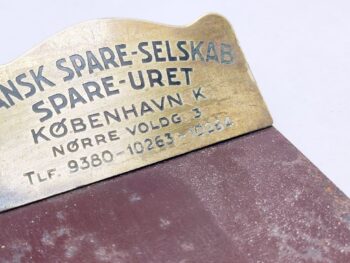 ANSK SPARE-SELSKAB
SPARE-URET
KØBENHAVN K
NØRRE VOLDG. 3
TLF. 9380-10263-10264